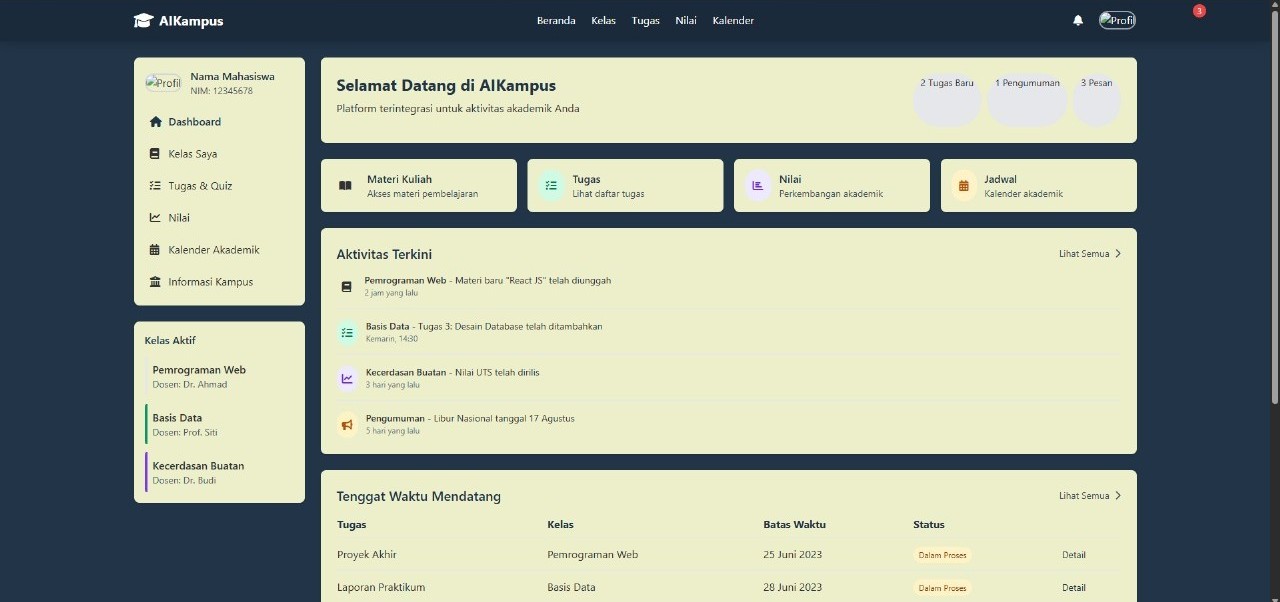 AIKampus
Beranda Kelas Tugas Nilai Kalender
Profil
3
Profil
Nama Mahasiswa
NIM: 12345678
Dashboard
Kelas Saya
Tugas & Quiz
Nilai
Kalender Akademik
Informasi Kampus
Kelas Aktif
Pemrograman Web
Dosen: Dr. Ahmad
Basis Data
Dosen: Prof. Siti
Kecerdasan Buatan
Dosen: Dr. Budi
Selamat Datang di AIKampus
Platform terintegrasi untuk aktivitas akademik Anda
2 Tugas Baru
1 Pengumuman
3 Pesan
Materi Kuliah
Akses materi pembelajaran
Tugas
Lihat daftar tugas
Nilai
Perkembangan akademik
Jadwal
Kalender akademik
Aktivitas Terkini
Lihat Semua
Pemrograman Web - Materi baru "React JS" telah diunggah
2 jam yang lalu
Basis Data - Tugas 3: Desain Database telah ditambahkan
Kemarin, 14:30
Kecerdasan Buatan - Nilai UTS telah dirilis
3 hari yang lalu
Pengumuman - Libur Nasional tanggal 17 Agustus
5 hari yang lalu
Tenggat Waktu Mendatang
Lihat Semua
Tugas Kelas Batas Waktu Status
Proyek Akhir Pemrograman Web 25 Juni 2023 Dalam Proses Detail
Laporan Praktikum Basis Data 28 Juni 2023 Dalam Proses Detail